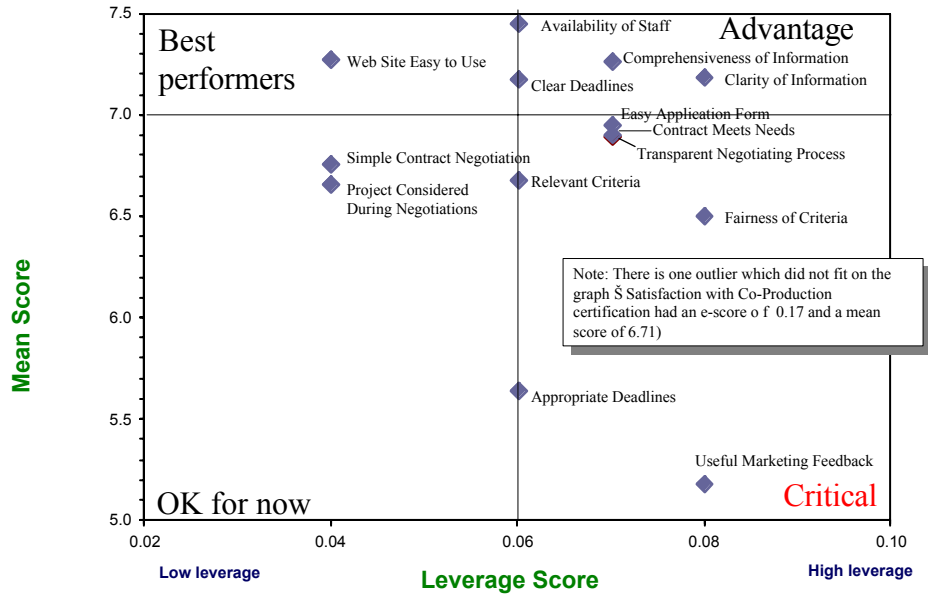 7.5
7.0
6.5
6.0
5.5
5.0
Mean Score
Best
performers
Advantage
Availability of Staff
Web Site Easy to Use
Comprehensiveness of Information
Clear Deadlines
Clarity of Information
Easy Application Form
Contract Meets Needs
Transparent Negotiating Process
Simple Contract Negotiation
Project Considered
During Negotiations
Relevant Criteria
Fairness of Criteria
Note: There is one outlier which did not fit on the
graph Š Satisfaction with Co-Production
certification had an e-score o f 0.17 and a mean
score of 6.71)
Appropriate Deadlines
Useful Marketing Feedback
OK for now
Critical
0.02 0.04 0.06 0.08 0.10
Low leverage
Leverage Score
High leverage